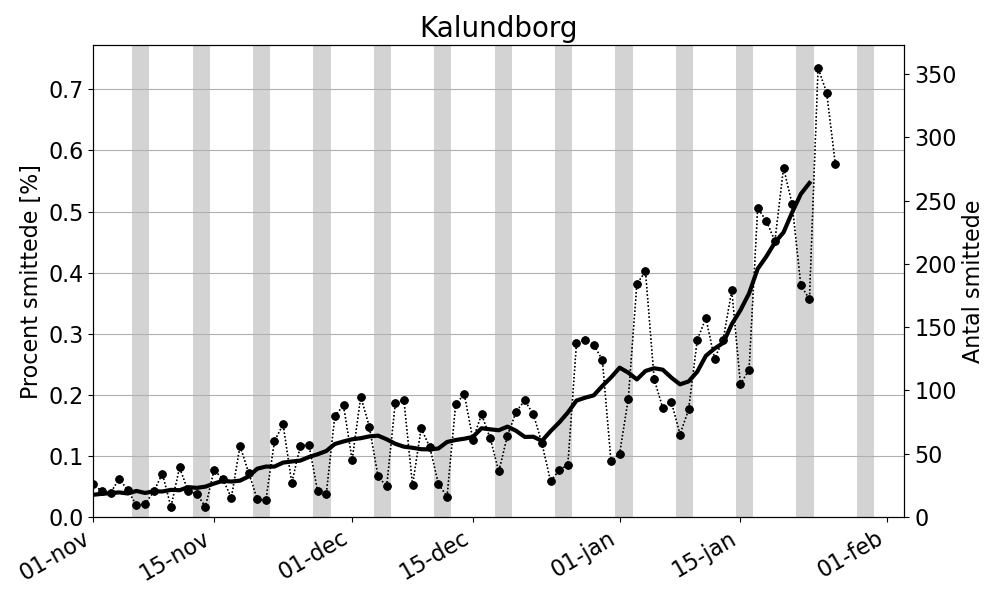 Kalundborg
Procent smittede [%]
0.7
0.6
0.5
0.4
0.3
0.2
0.1
0.0
350
300
250
200
150
100
50
0
Antal smittede
01-nov
15-nov
01-dec
15-dec
01-jan
15-jan
01-feb